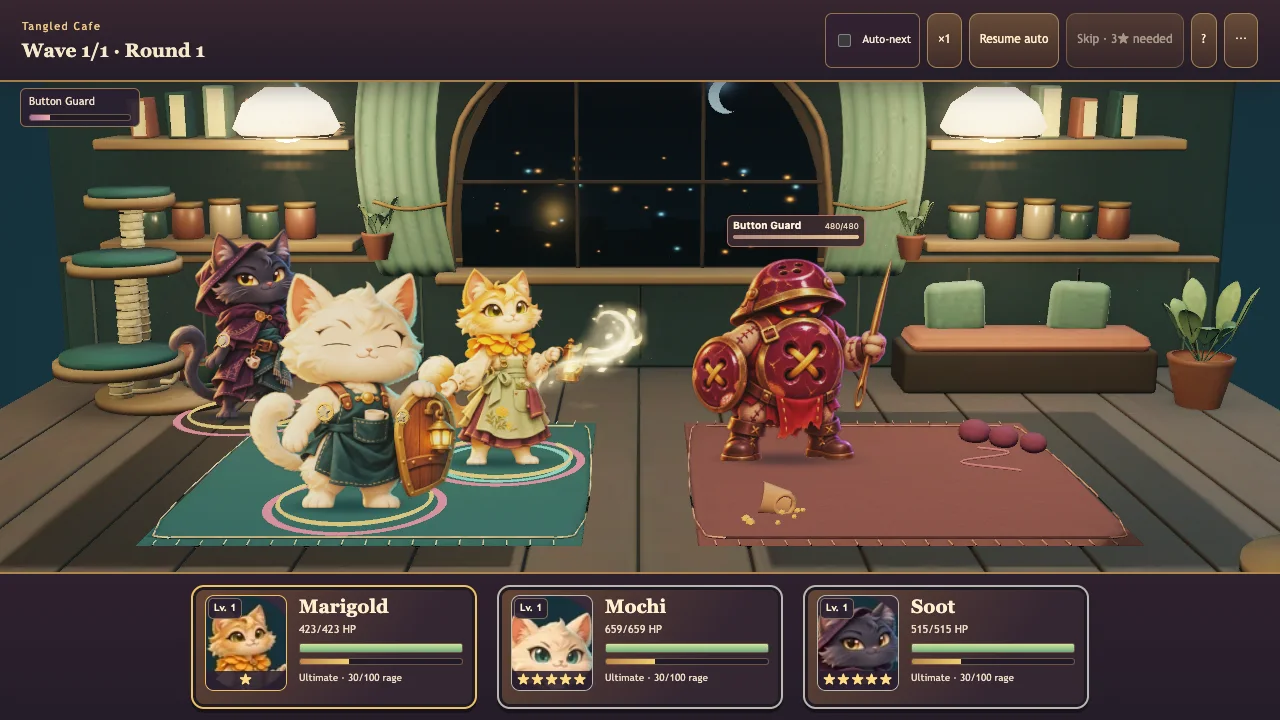 Tangled Cafe
Wave 1/1 · Round 1
Auto-next
×1
Resume auto
Skip · 3★ needed
?
...
Button Guard
Button Guard 480/480
Lv. 1
Marigold
423/423 HP
Ultimate · 30/100 rage
Lv. 1
Mochi
659/659 HP
Ultimate · 30/100 rage
Lv. 1
Soot
515/515 HP
Ultimate · 30/100 rage